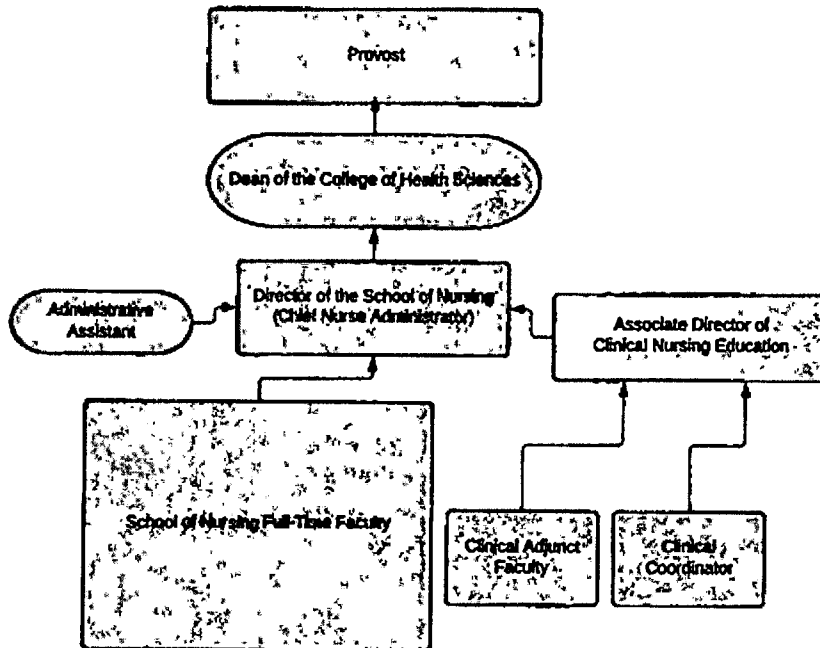 Provost
Dean of the College of Health Sciences
Director of the School of Nursing
(Chief Nurse Administrator)
Administrative
Assistant
Associate Director of
Clinical Nursing Education
School of Nursing Full-Time Faculty
Clinical Adjunct
Faculty
Clinical
Coordinator